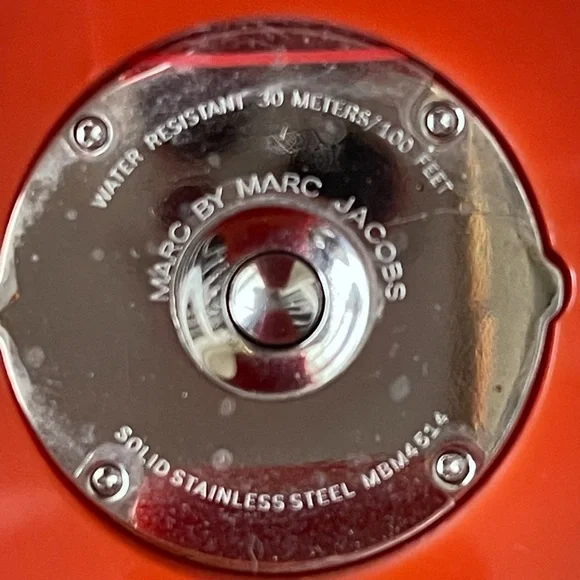 WATER RESISTANT 30 METERS/100 FEET
MARC BY MARC JACOBS
SOLID STAINLESS STEEL MBM4514